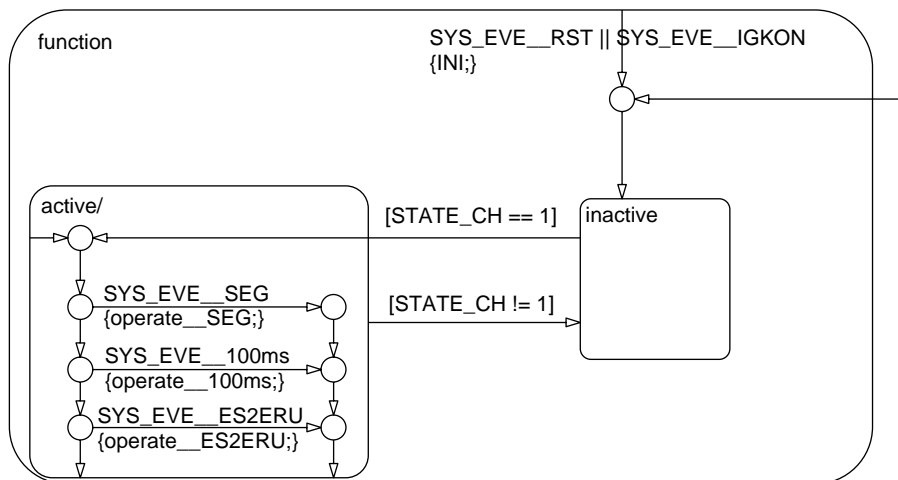 function
SYS_EVE__RST || SYS_EVE__IGKON
{INI;}
active/
[STATE_CH == 1]
inactive
SYS_EVE__SEG
{operate__SEG;}
[STATE_CH != 1]
SYS_EVE__100ms
{operate__100ms;}
SYS_EVE__ES2ERU
{operate__ES2ERU;}